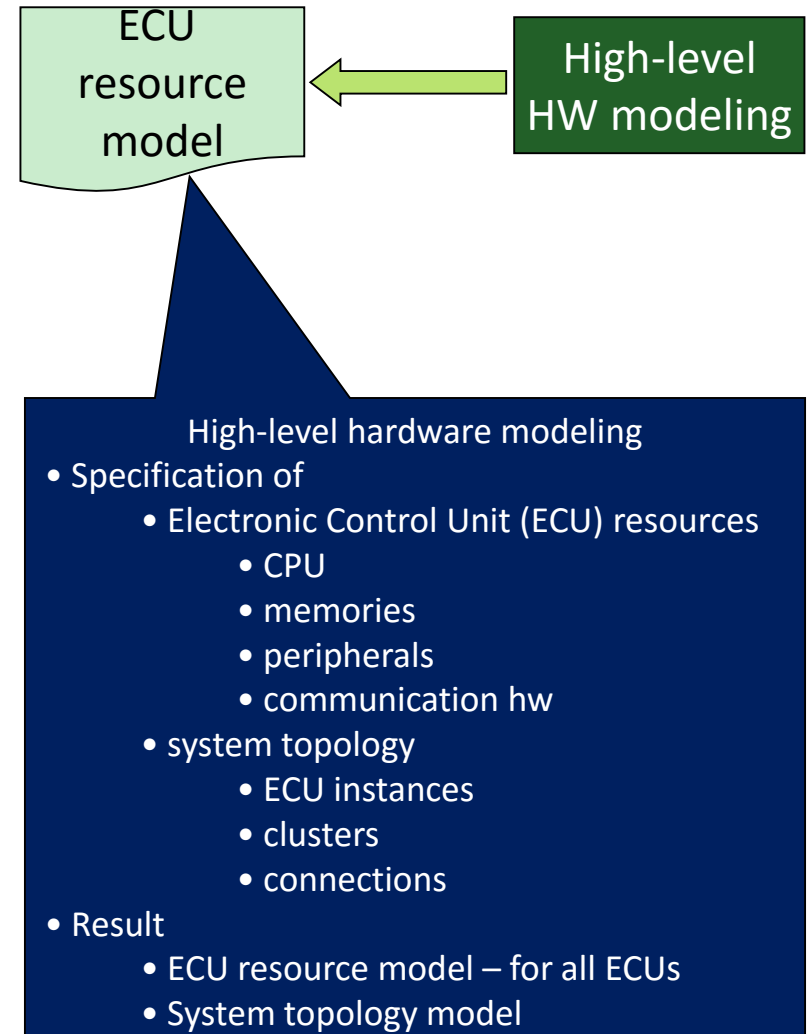 ECU
resource
model
High-level
HW modeling
High-level hardware modeling
• Specification of
• Electronic Control Unit (ECU) resources
• CPU
• memories
• peripherals
• communication hw
• system topology
• ECU instances
• clusters
• connections
• Result
• ECU resource model – for all ECUs
• System topology model